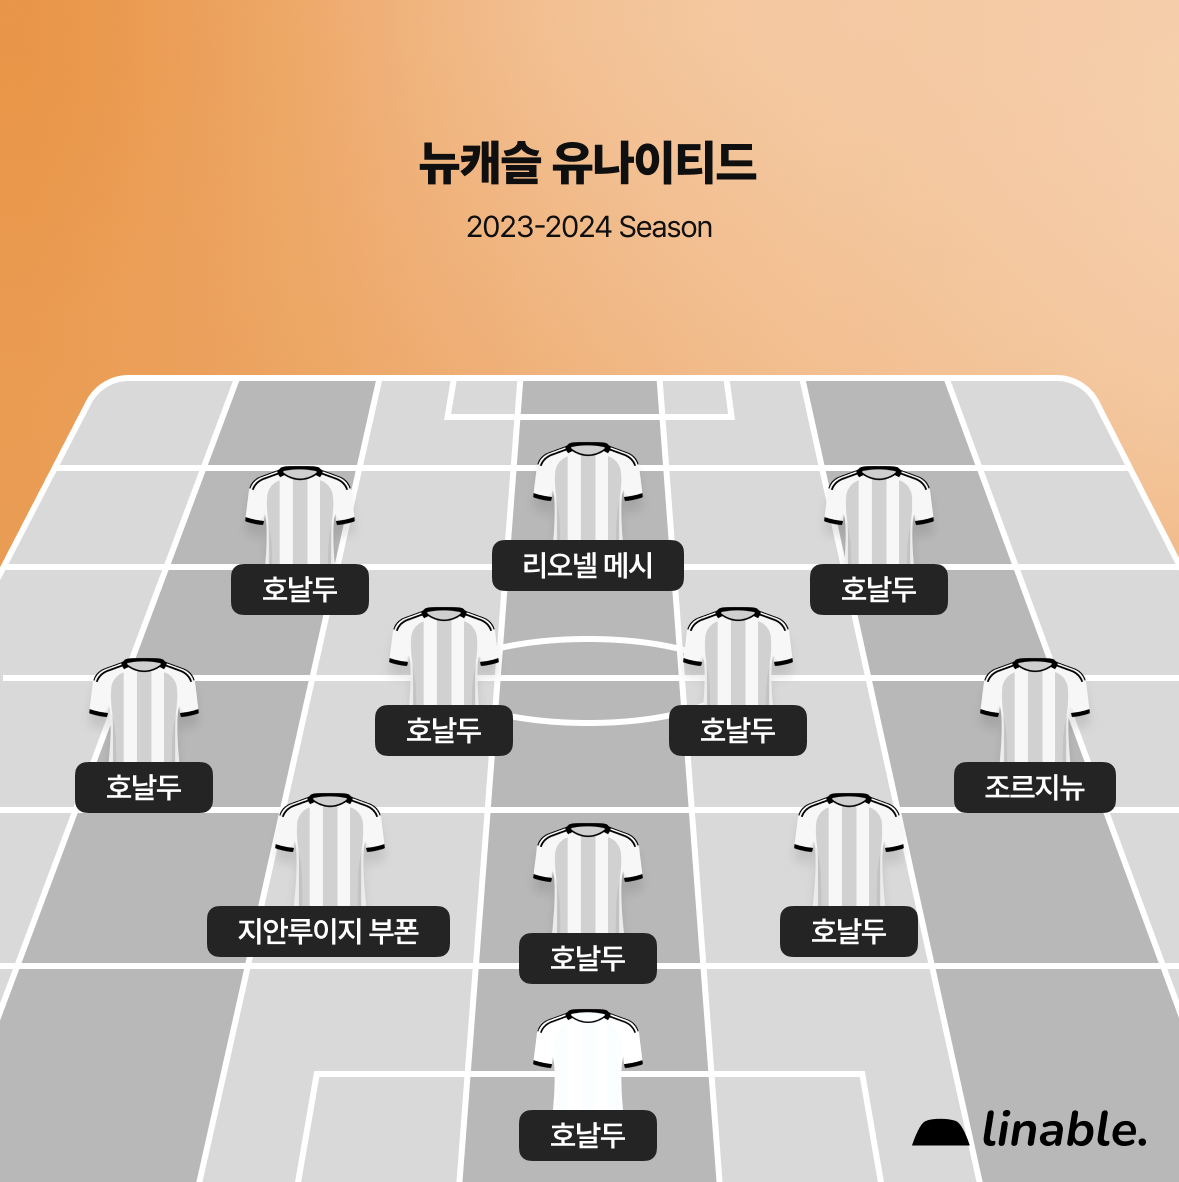 뉴캐슬 유나이티드
2023-2024 Season
리오넬 메시
호날두
호날두
호날두
호날두
호날두
조르지뉴
지안루이지 부폰
호날두
호날두
호날두
linable.